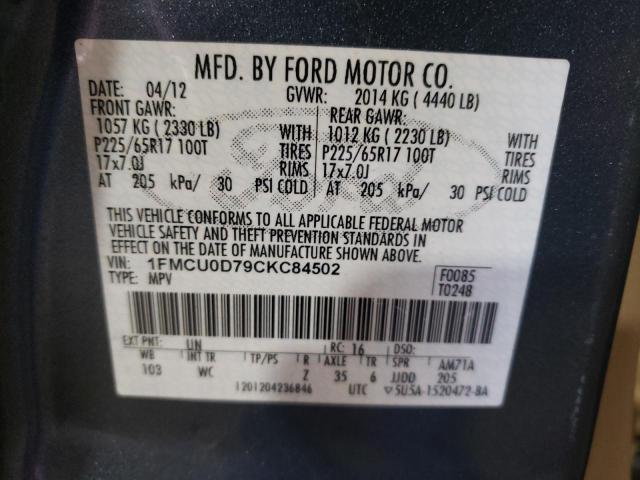 MFD. BY FORD MOTOR CO.
DATE: 04/12 GVWR: 2014 KG ( 4440 LB)
FRONT GAWR: REAR GAWR:
1057 KG ( 2330 LB) WITH 1012 KG ( 2230 LB) WITH
P225/65R17 100T TIRES P225/65R17 100T TIRES
17x7.0J RIMS 17x7.0J RIMS
AT 205 kPa/ 30 PSI COLD AT 205 kPa/ 30 PSI COLD
THIS VEHICLE CONFORMS TO ALL APPLICABLE FEDERAL MOTOR
VEHICLE SAFETY AND THEFT PREVENTION STANDARDS IN
EFFECT ON THE DATE OF MANUFACTURE SHOWN ABOVE.
VIN: 1FMCU0D79CKC84502 F0085
TYPE: MPV T0248
EXT PNT: UN RC: 16 DSO:
WB INT TR TP/PS R AXLE TR SPR AM71A
103 WC Z 35 6 JJDD 205
1201204236846 UTC ▽SU5A-1520472-BA
Ford